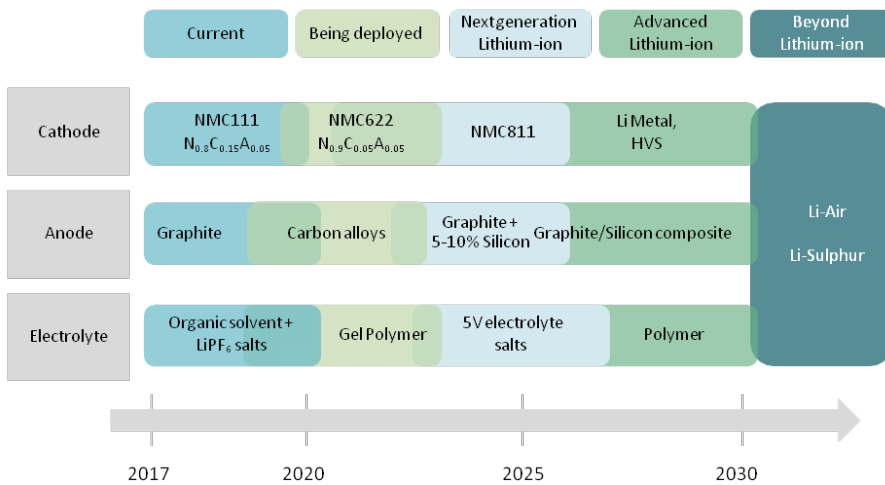 Current
Being deployed
Next generation
Lithium-ion
Advanced
Lithium-ion
Beyond
Lithium-ion
Cathode
NMC111
N₀.₈C₀.₁₅A₀.₀₅
NMC622
N₀.₉C₀.₀₅A₀.₀₅
NMC811
Li Metal,
HVS
Anode
Graphite
Carbon alloys
Graphite +
5-10% Silicon
Graphite/Silicon composite
Li-Air
Li-Sulphur
Electrolyte
Organic solvent +
LiPF₆ salts
Gel Polymer
5V electrolyte
salts
Polymer
2017
2020
2025
2030